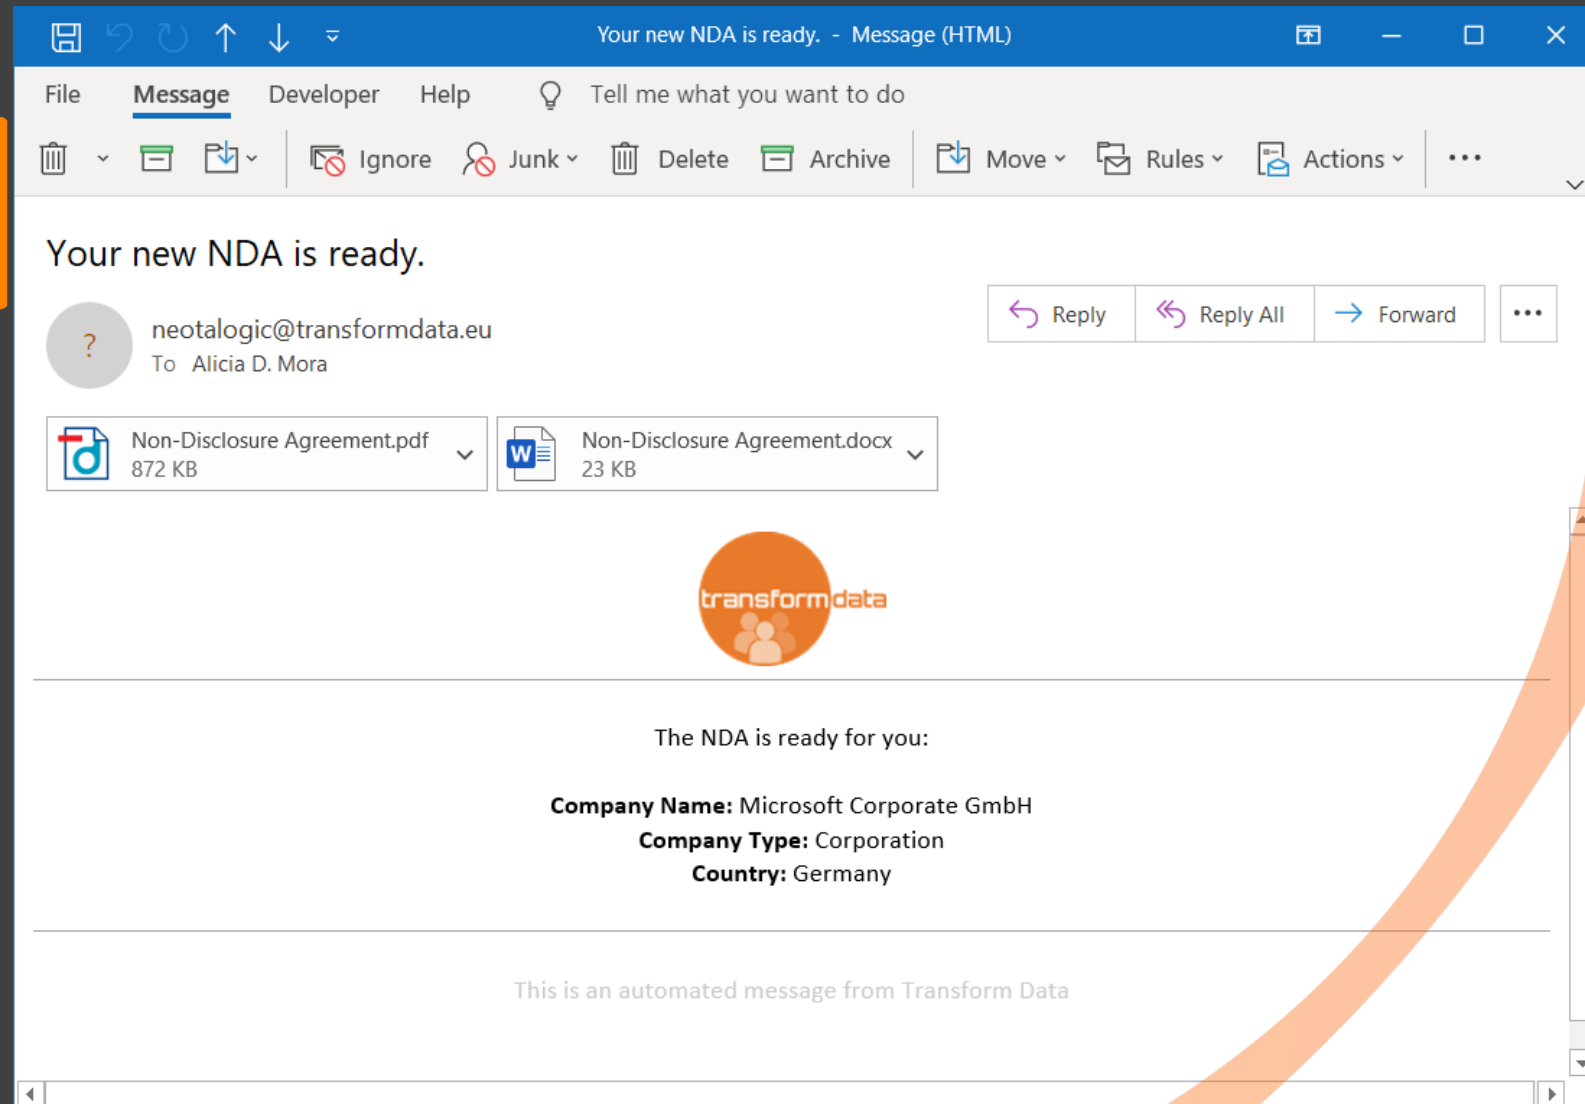 Your new NDA is ready. - Message (HTML)
File Message Developer Help Tell me what you want to do
Ignore Junk Delete Archive Move Rules Actions
Your new NDA is ready.
Reply Reply All Forward
?
neotalogic@transformdata.eu
To Alicia D. Mora
Non-Disclosure Agreement.pdf
872 KB
Non-Disclosure Agreement.docx
23 KB
transformdata
The NDA is ready for you:
Company Name: Microsoft Corporate GmbH
Company Type: Corporation
Country: Germany
This is an automated message from Transform Data